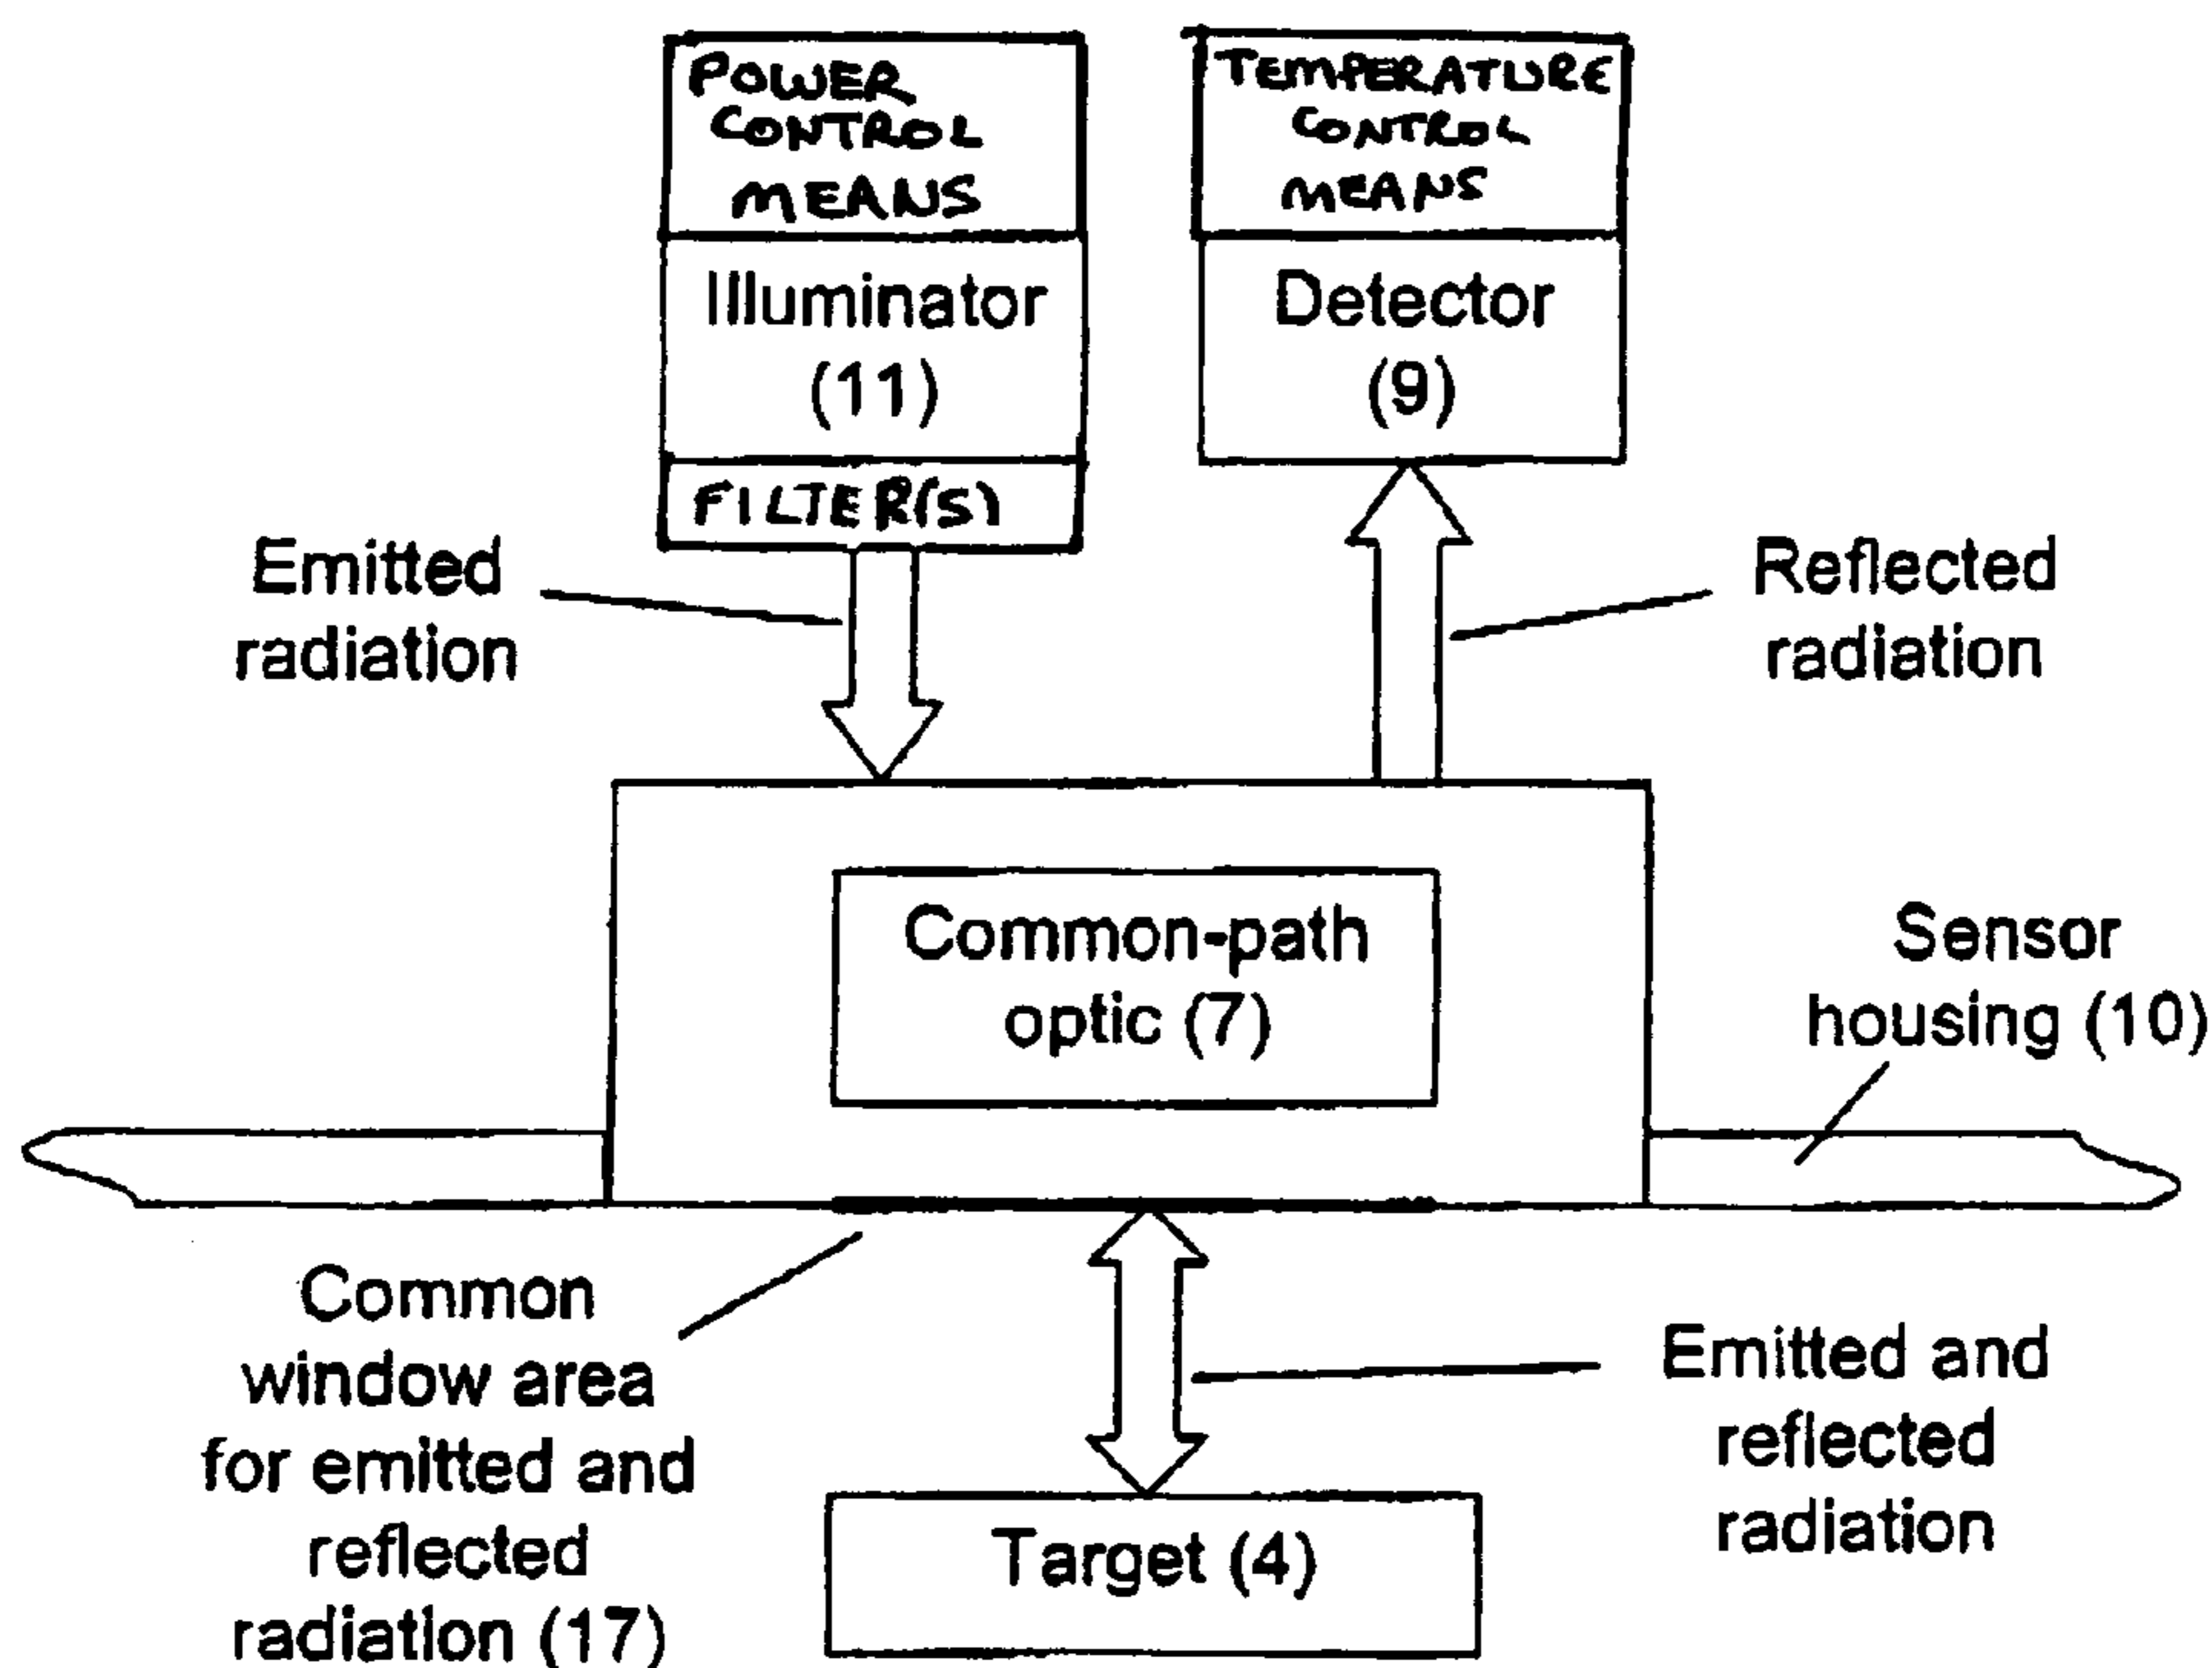 POWER
CONTROL
MEANS
TEMPERATURE
CONTROL
MEANS
Illuminator
(11)
Detector
(9)
FILTER(S)
Emitted
radiation
Reflected
radiation
Common-path
optic (7)
Sensor
housing (10)
Common
window area
for emitted and
reflected
radiation (17)
Emitted and
reflected
radiation
Target (4)